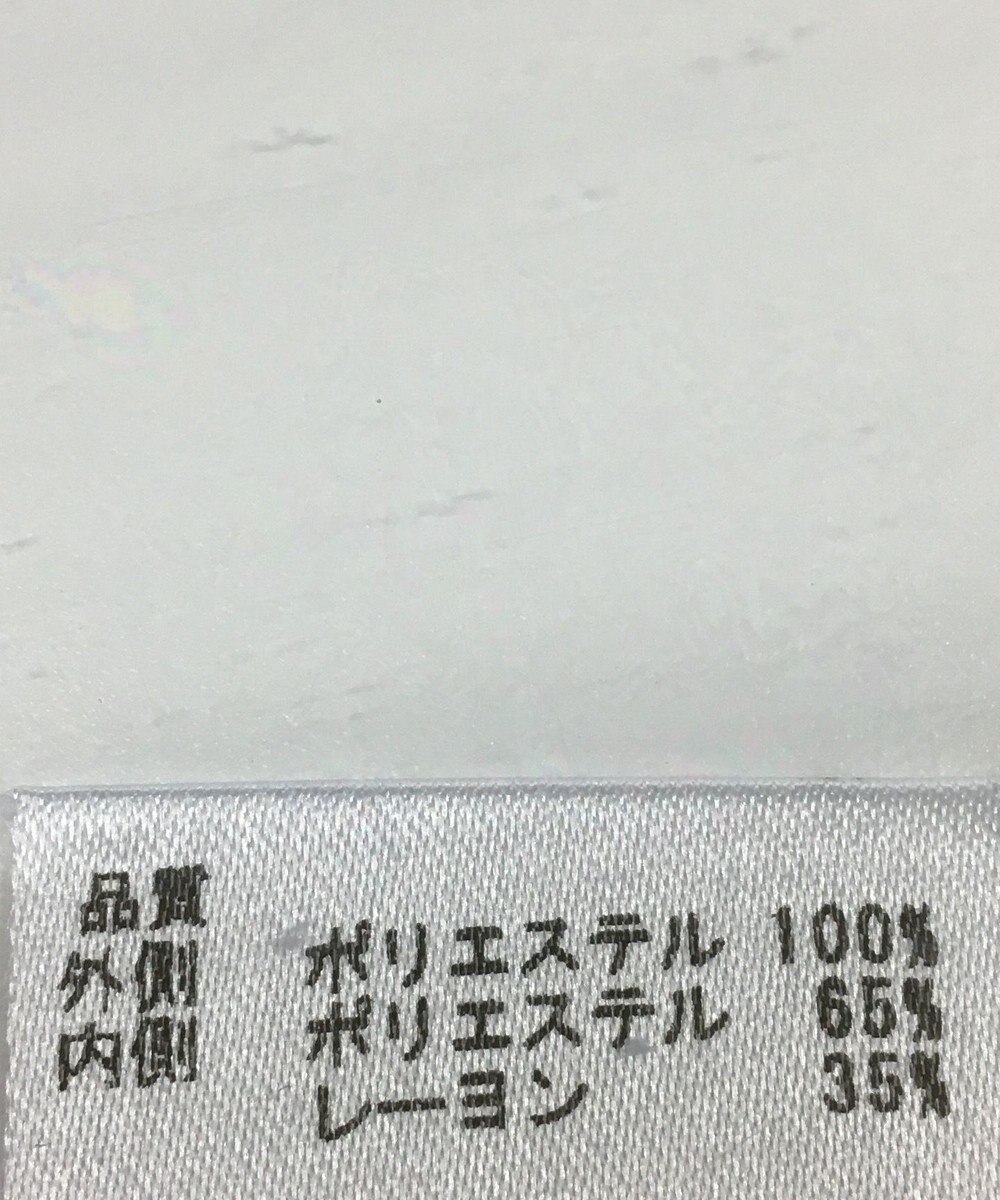 品質
外側 ポリエステル 100%
内側 ポリエステル 65%
レーヨン 35%